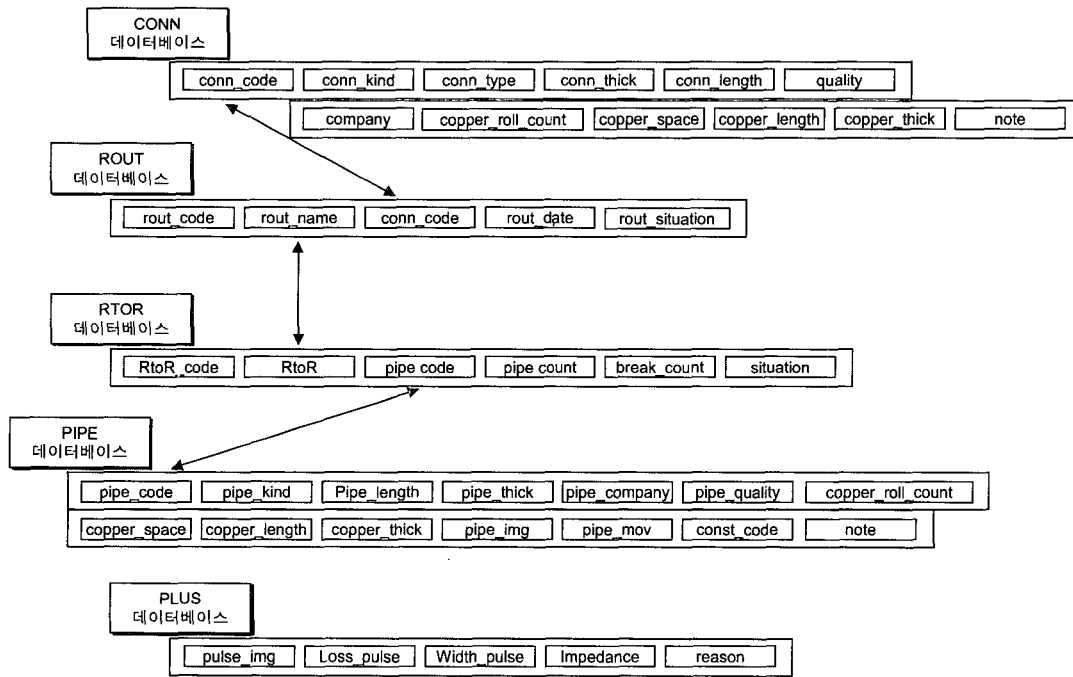 CONN
데이터베이스
conn_code conn_kind conn_type conn_thick conn_length quality
company copper_roll_count copper_space copper_length copper_thick note
ROUT
데이터베이스
rout_code rout_name conn_code rout_date rout_situation
RTOR
데이터베이스
RtoR_code RtoR pipe code pipe count break_count situation
PIPE
데이터베이스
pipe_code pipe_kind Pipe_length pipe_thick pipe_company pipe_quality copper_roll_count
copper_space copper_length copper_thick pipe_img pipe_mov const_code note
PLUS
데이터베이스
pulse_img Loss_pulse Width_pulse Impedance reason